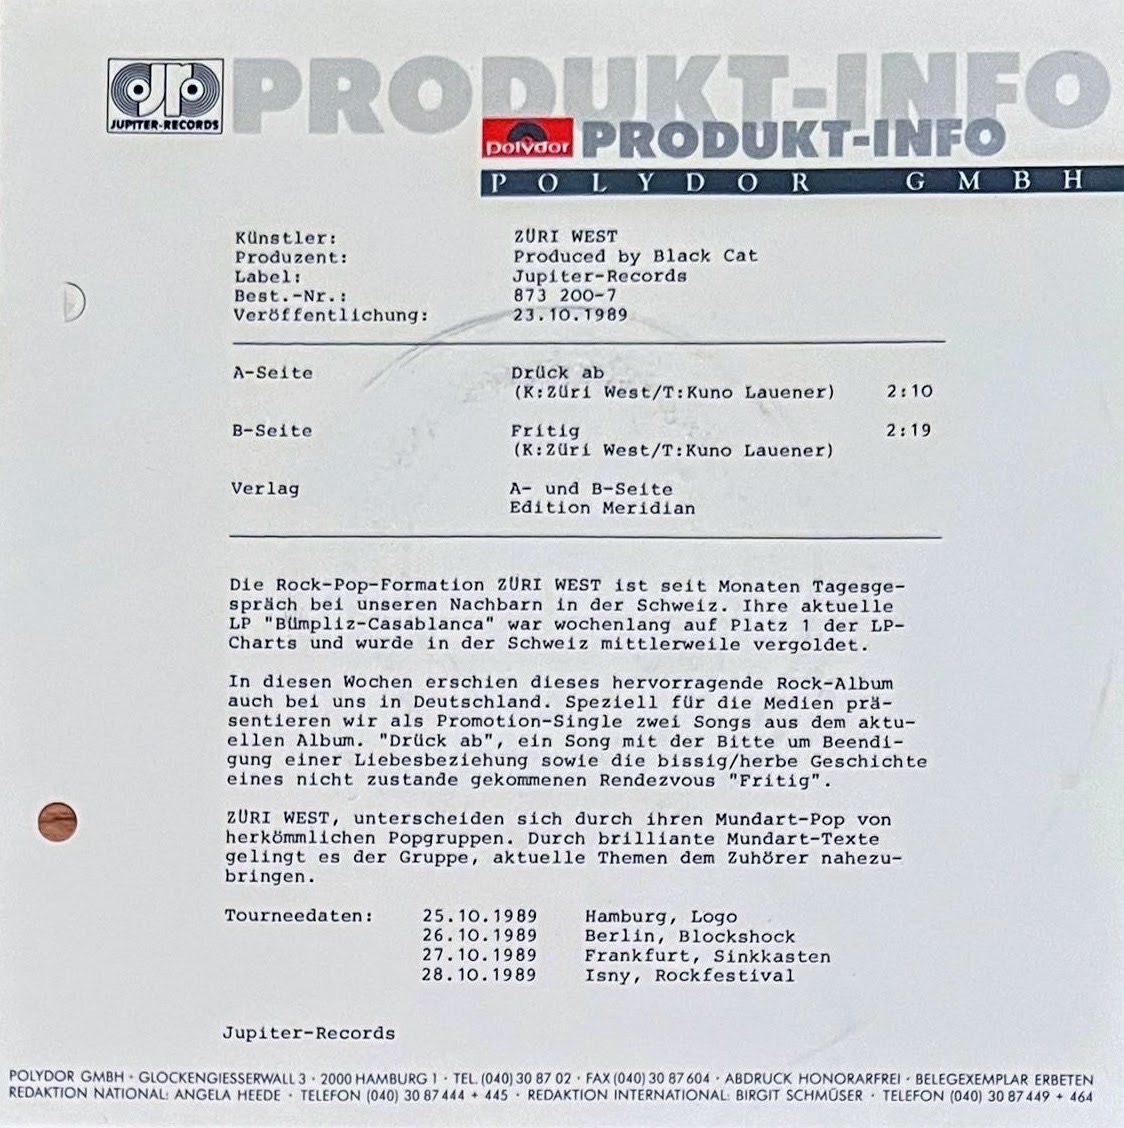 JUPITER-RECORDS
PRODUKT-INFO
polydor PRODUKT-INFO
POLYDOR GMBH
Künstler: ZÜRI WEST
Produzent: Produced by Black Cat
Label: Jupiter-Records
Best.-Nr.: 873 200-7
Veröffentlichung: 23.10.1989
A-Seite Drück ab
(K:Züri West/T:Kuno Lauener) 2:10
B-Seite Fritig 2:19
(K:Züri West/T:Kuno Lauener)
Verlag A- und B-Seite
Edition Meridian
Die Rock-Pop-Formation ZÜRI WEST ist seit Monaten Tagesge-
spräch bei unseren Nachbarn in der Schweiz. Ihre aktuelle
LP "Bümpliz-Casablanca" war wochenlang auf Platz 1 der LP-
Charts und wurde in der Schweiz mittlerweile vergoldet.
In diesen Wochen erschien dieses hervorragende Rock-Album
auch bei uns in Deutschland. Speziell für die Medien prä-
sentieren wir als Promotion-Single zwei Songs aus dem aktu-
ellen Album. "Drück ab", ein Song mit der Bitte um Beendi-
gung einer Liebesbeziehung sowie die bissig/herbe Geschichte
eines nicht zustande gekommenen Rendezvous "Fritig".
ZÜRI WEST, unterscheiden sich durch ihren Mundart-Pop von
herkömmlichen Popgruppen. Durch brilliante Mundart-Texte
gelingt es der Gruppe, aktuelle Themen dem Zuhörer nahezu-
bringen.
Tourneedaten: 25.10.1989 Hamburg, Logo
26.10.1989 Berlin, Blockshock
27.10.1989 Frankfurt, Sinkkasten
28.10.1989 Isny, Rockfestival
Jupiter-Records
POLYDOR GMBH · GLOCKENGIESSERWALL 3 · 2000 HAMBURG 1 · TEL. (040) 30 87 02 · FAX (040) 30 87 604 · ABDRUCK HONORARFREI · BELEGEXEMPLAR ERBETEN
REDAKTION NATIONAL: ANGELA HEEDE · TELEFON (040) 30 87 444 + 445 · REDAKTION INTERNATIONAL: BIRGIT SCHMÜSER · TELEFON (040) 30 87 449 + 464